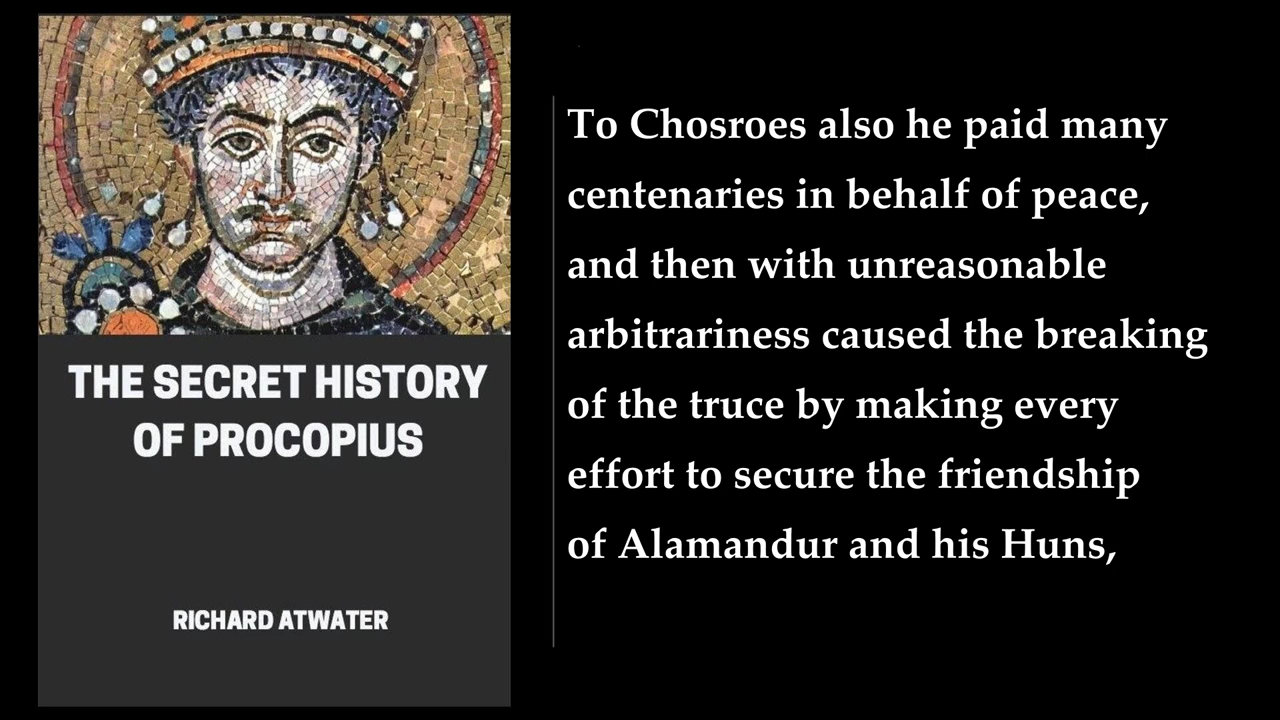 THE SECRET HISTORY
OF PROCOPIUS
RICHARD ATWATER
To Chosroes also he paid many
centenaries in behalf of peace,
and then with unreasonable
arbitrariness caused the breaking
of the truce by making every
effort to secure the friendship
of Alamandur and his Huns,